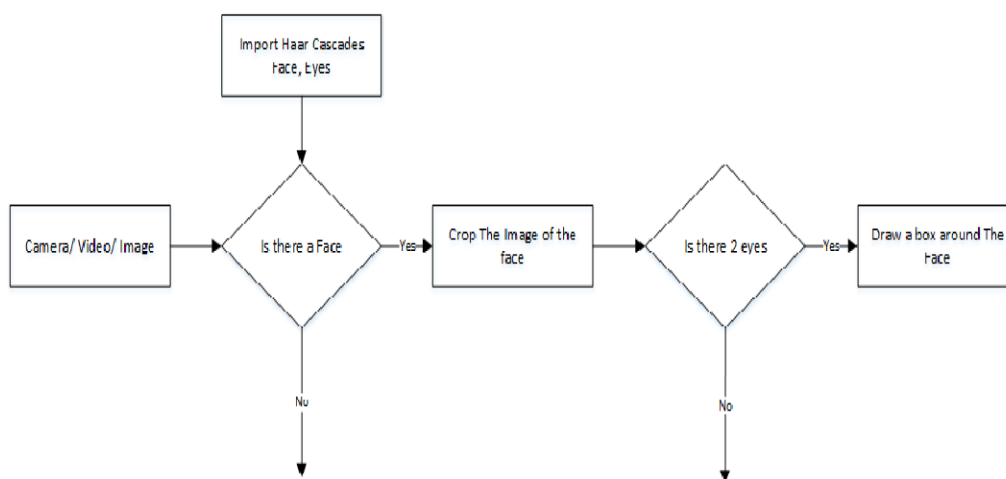 Import Haar Cascades
Face, Eyes
Camera/ Video/ Image
Is there a Face
Yes
Crop The Image of the
face
Is there 2 eyes
Yes
Draw a box around The
Face
No
No